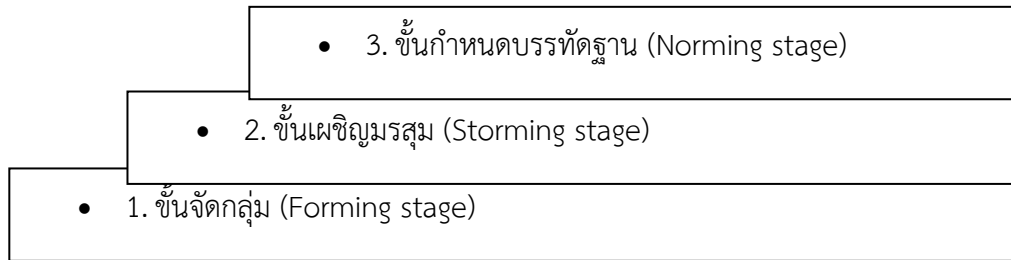 • 3. ขั้นกำหนดบรรทัดฐาน (Norming stage)
• 2. ขั้นเผชิญมรสุม (Storming stage)
• 1. ขั้นจัดกลุ่ม (Forming stage)